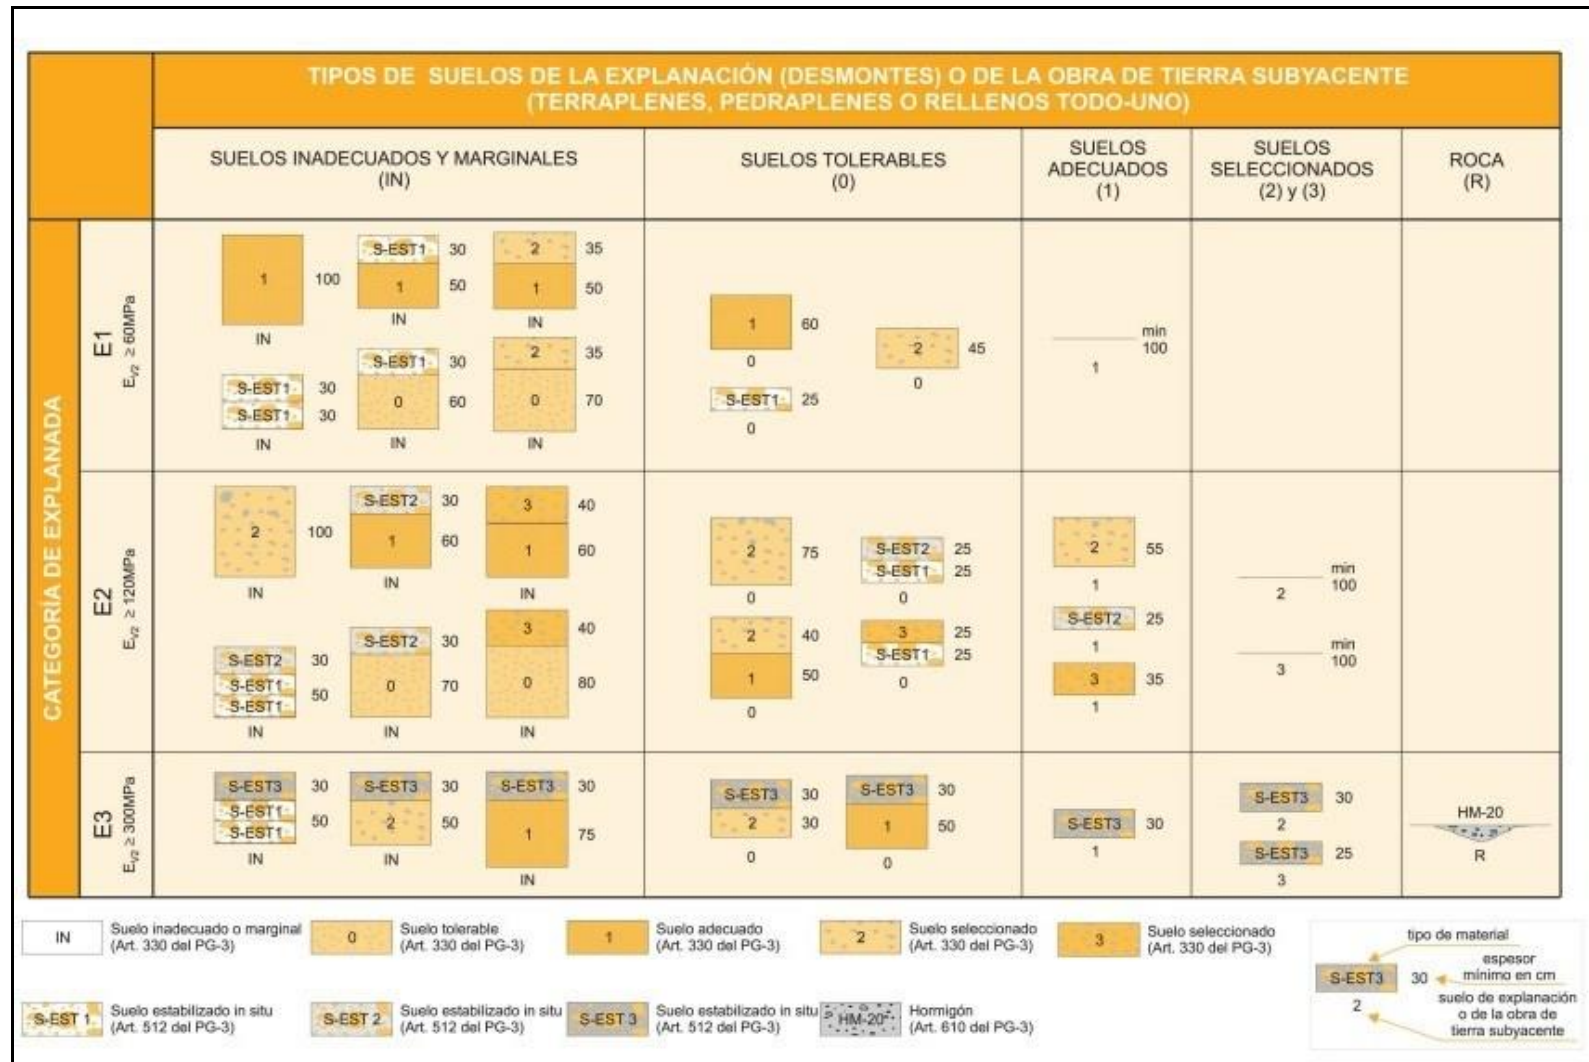 TIPOS DE SUELOS DE LA EXPLANACIÓN (DESMONTES) O DE LA OBRA DE TIERRA SUBYACENTE
(TERRAPLENES, PEDRAPLENES O RELLENOS TODO-UNO)
SUELOS INADECUADOS Y MARGINALES
(IN)
SUELOS TOLERABLES
(0)
SUELOS
ADECUADOS
(1)
SUELOS
SELECCIONADOS
(2) y (3)
ROCA
(R)
CATEGORÍA DE EXPLANADA
E1
EV2 ≥ 60MPa
1 100
IN
S-EST1 30
1 50
IN
2 35
1 50
IN
S-EST1 30
S-EST1 30
IN
S-EST1 30
0 60
IN
2 35
0 70
IN
1 60
0
2 45
0
S-EST1 25
0
min
100
1
E2
EV2 ≥ 120MPa
2 100
IN
S-EST2 30
1 60
IN
3 40
1 60
IN
S-EST2 30
S-EST1 50
S-EST1
IN
S-EST2 30
0 70
IN
3 40
0 80
IN
2 75
0
S-EST2 25
S-EST1 25
0
2 40
1 50
0
3 25
S-EST1 25
0
2 55
1
S-EST2 25
1
3 35
1
min
100
2
min
100
3
E3
EV2 ≥ 300MPa
S-EST3 30
S-EST1 50
S-EST1
IN
S-EST3 30
2 50
IN
S-EST3 30
1 75
IN
S-EST3 30
2 30
0
S-EST3 30
1 50
0
S-EST3 30
1
S-EST3 30
2
S-EST3 25
3
HM-20
R
IN Suelo inadecuado o marginal
(Art. 330 del PG-3)
0 Suelo tolerable
(Art. 330 del PG-3)
1 Suelo adecuado
(Art. 330 del PG-3)
2 Suelo seleccionado
(Art. 330 del PG-3)
3 Suelo seleccionado
(Art. 330 del PG-3)
S-EST 1 Suelo estabilizado in situ
(Art. 512 del PG-3)
S-EST 2 Suelo estabilizado in situ
(Art. 512 del PG-3)
S-EST 3 Suelo estabilizado in situ
(Art. 512 del PG-3)
HM-20 Hormigón
(Art. 610 del PG-3)
tipo de material
S-EST3 30
espesor
mínimo en cm
2
suelo de explanación
o de la obra de
tierra subyacente